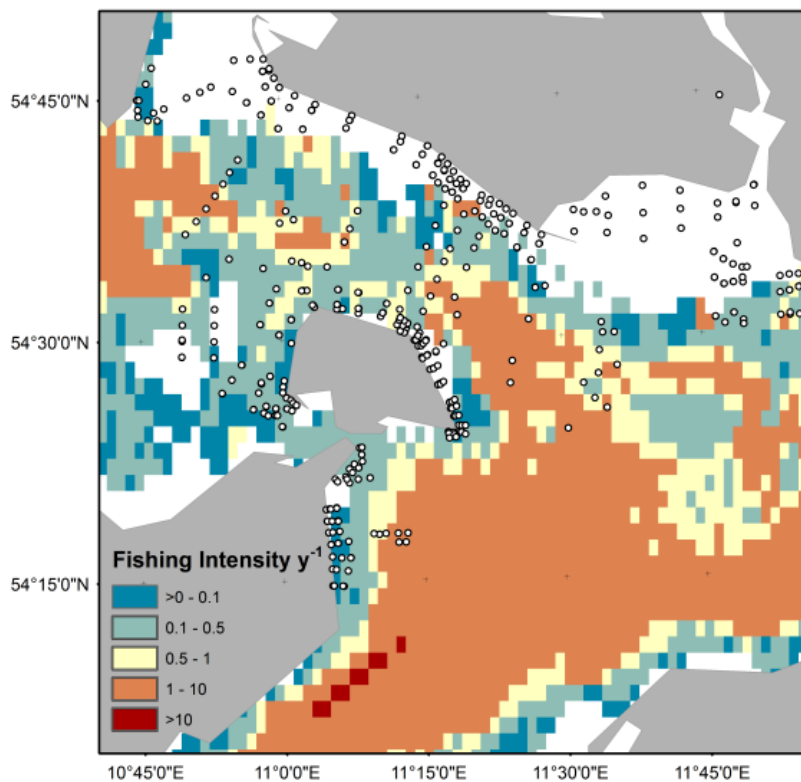 54°45'0"N
54°30'0"N
54°15'0"N
Fishing Intensity y⁻¹
>0 - 0.1
0.1 - 0.5
0.5 - 1
1 - 10
>10
10°45'0"E 11°0'0"E 11°15'0"E 11°30'0"E 11°45'0"E